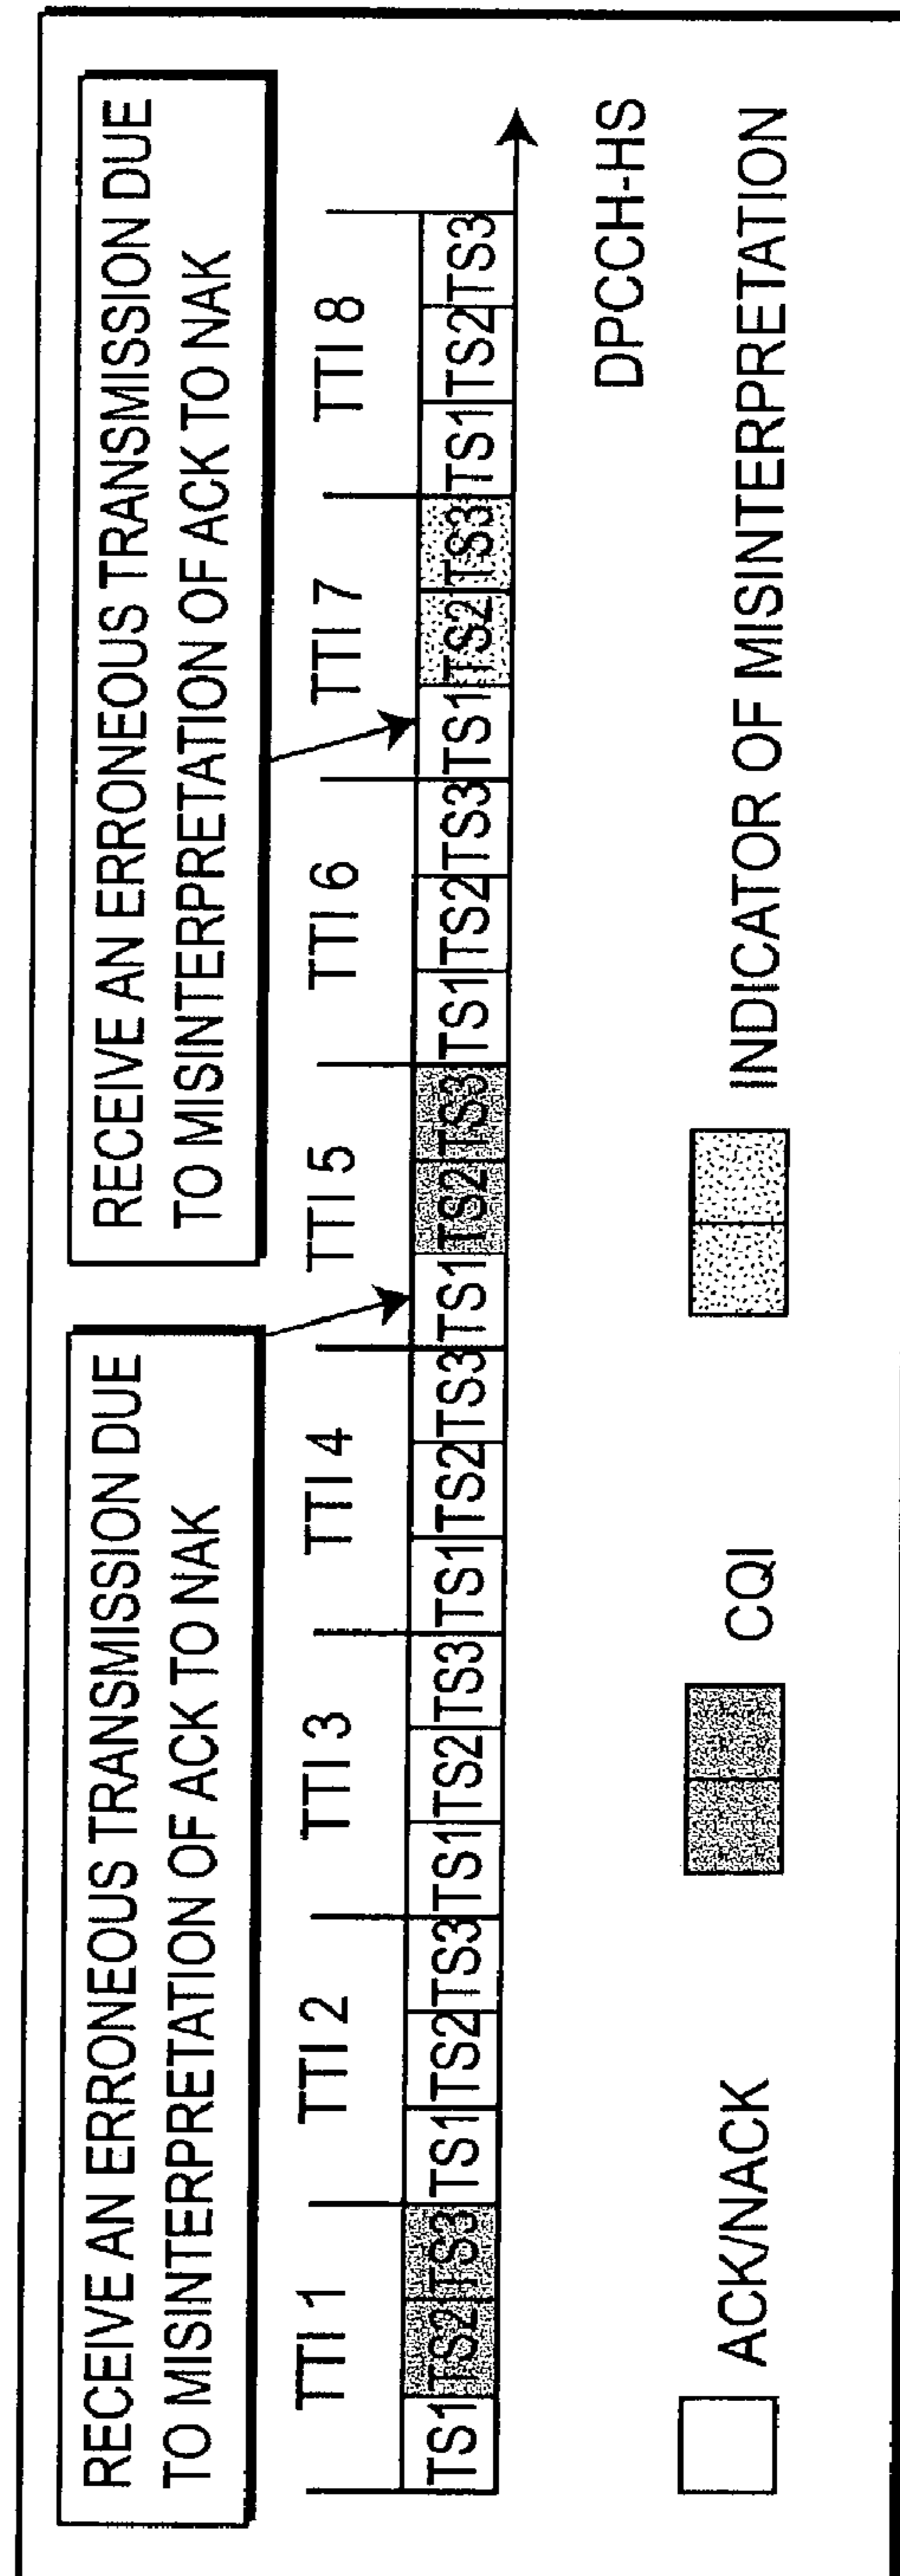 RECEIVE AN ERRONEOUS TRANSMISSION DUE
TO MISINTERPRETATION OF ACK TO NAK
RECEIVE AN ERRONEOUS TRANSMISSION DUE
TO MISINTERPRETATION OF ACK TO NAK
TTI 1 TTI 2 TTI 3 TTI 4 TTI 5 TTI 6 TTI 7 TTI 8
TS1 TS2 TS3 TS1 TS2 TS3 TS1 TS2 TS3 TS1 TS2 TS3 TS1 TS2 TS3 TS1 TS2 TS3 TS1 TS2 TS3 TS1 TS2 TS3
DPCCH-HS
ACK/NACK CQI INDICATOR OF MISINTERPRETATION